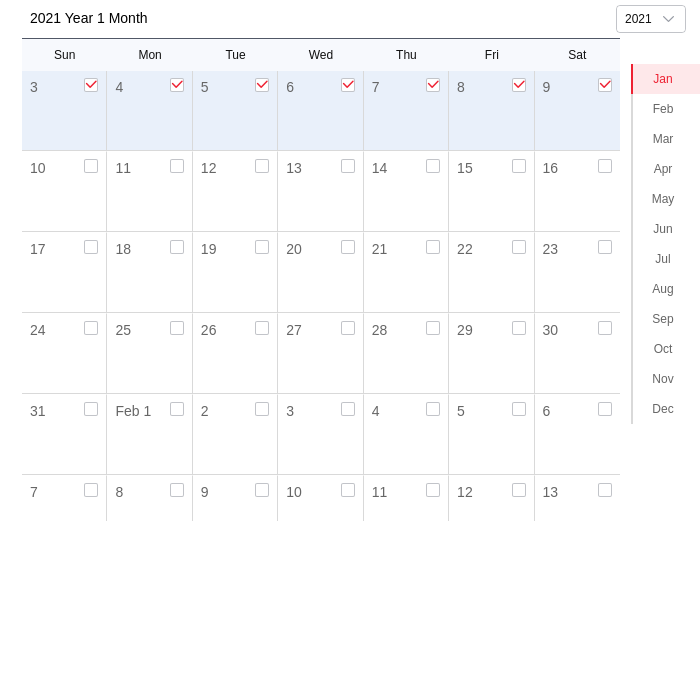 2021 Year 1 Month
2021
Sun Mon Tue Wed Thu Fri Sat
3 4 5 6 7 8 9
10 11 12 13 14 15 16
17 18 19 20 21 22 23
24 25 26 27 28 29 30
31 Feb 1 2 3 4 5 6
7 8 9 10 11 12 13
Jan
Feb
Mar
Apr
May
Jun
Jul
Aug
Sep
Oct
Nov
Dec